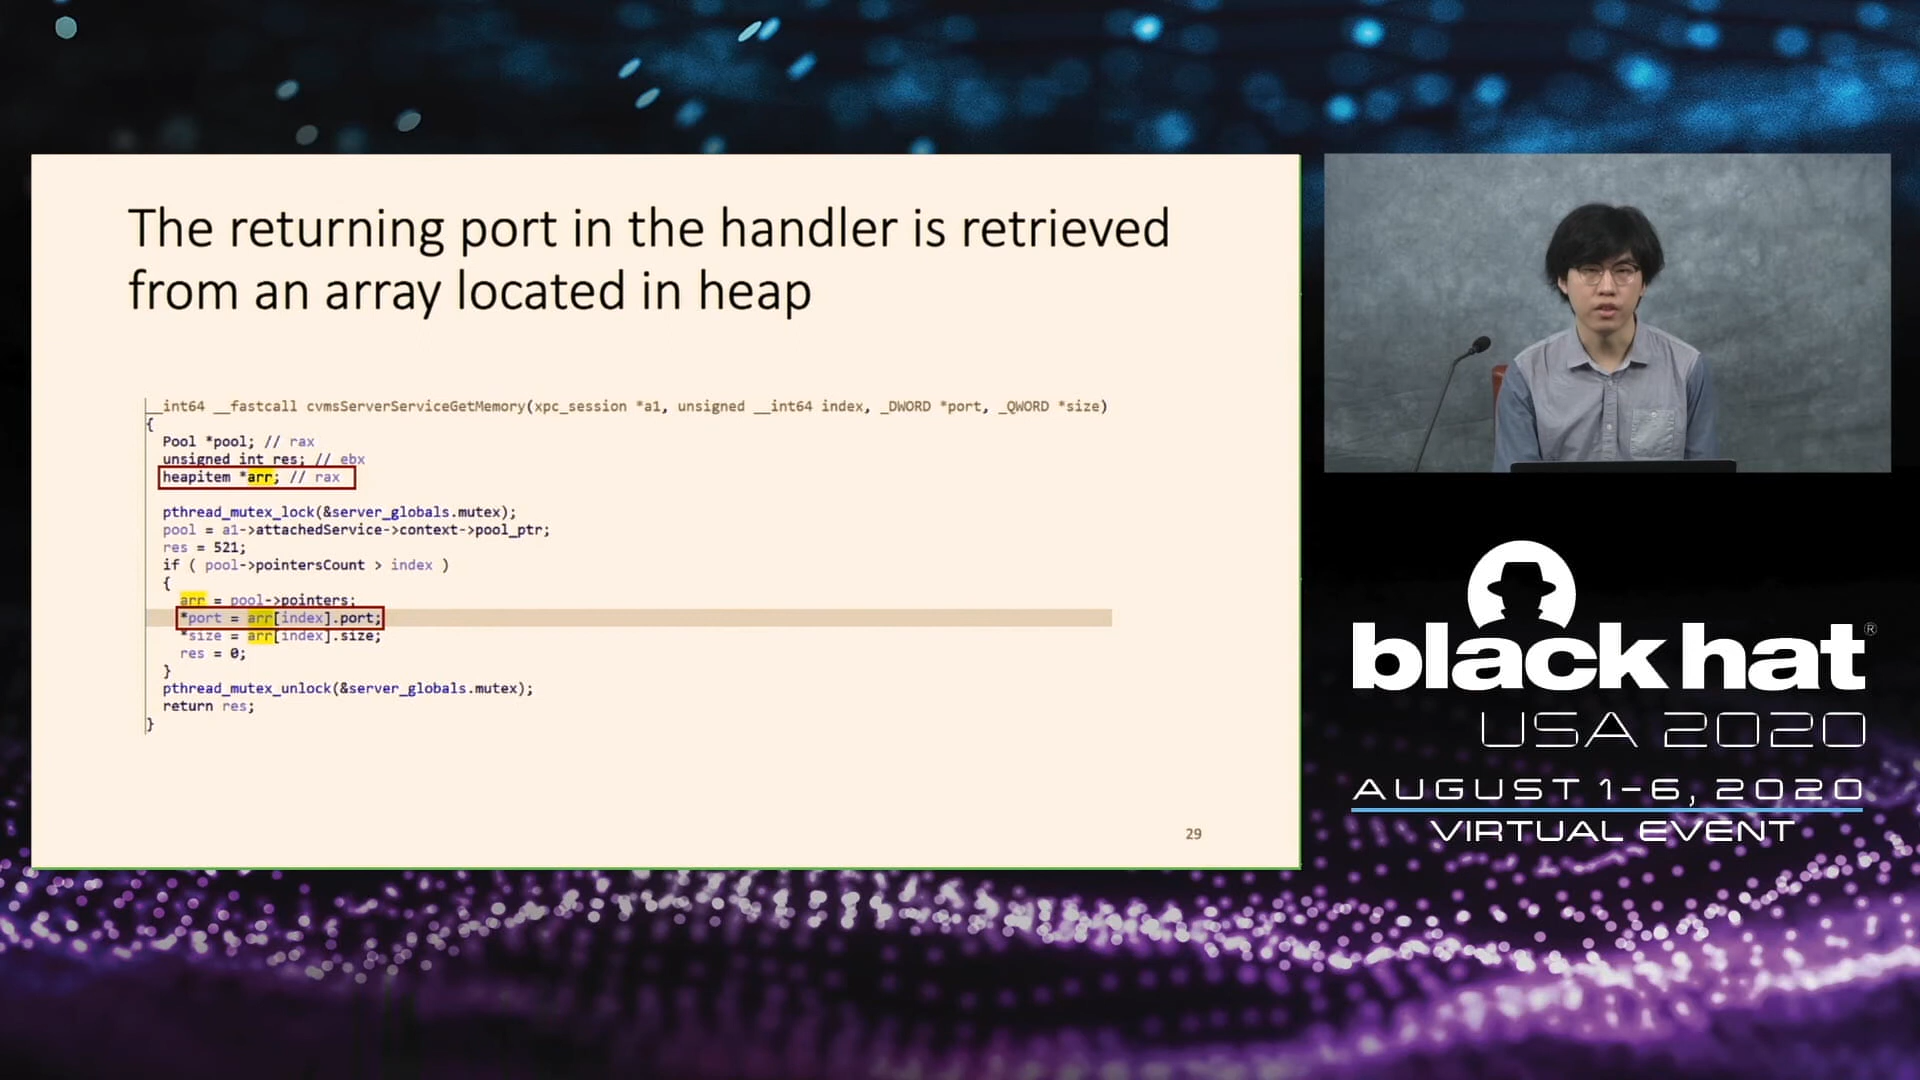 The returning port in the handler is retrieved
from an array located in heap
__int64 __fastcall cvmsServerServiceGetMemory(xpc_session *a1, unsigned __int64 index, _DWORD *port, _QWORD *size)
{
Pool *pool; // rax
unsigned int res; // ebx
heapitem *arr; // rax
pthread_mutex_lock(&server_globals.mutex);
pool = a1->attachedService->context->pool_ptr;
res = 521;
if ( pool->pointersCount > index )
{
arr = pool->pointers;
*port = arr[index].port;
*size = arr[index].size;
res = 0;
}
pthread_mutex_unlock(&server_globals.mutex);
return res;
}
29
black hat®
USA 2020
AUGUST 1-6, 2020
VIRTUAL EVENT